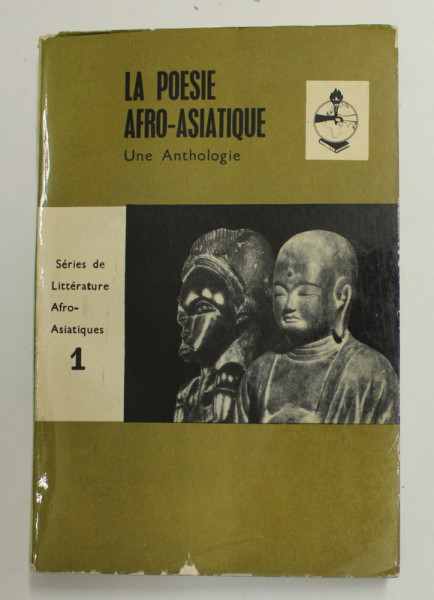 LA POESIE
AFRO-ASIATIQUE
Une Anthologie
Séries de
Littérature
Afro-
Asiatiques
1